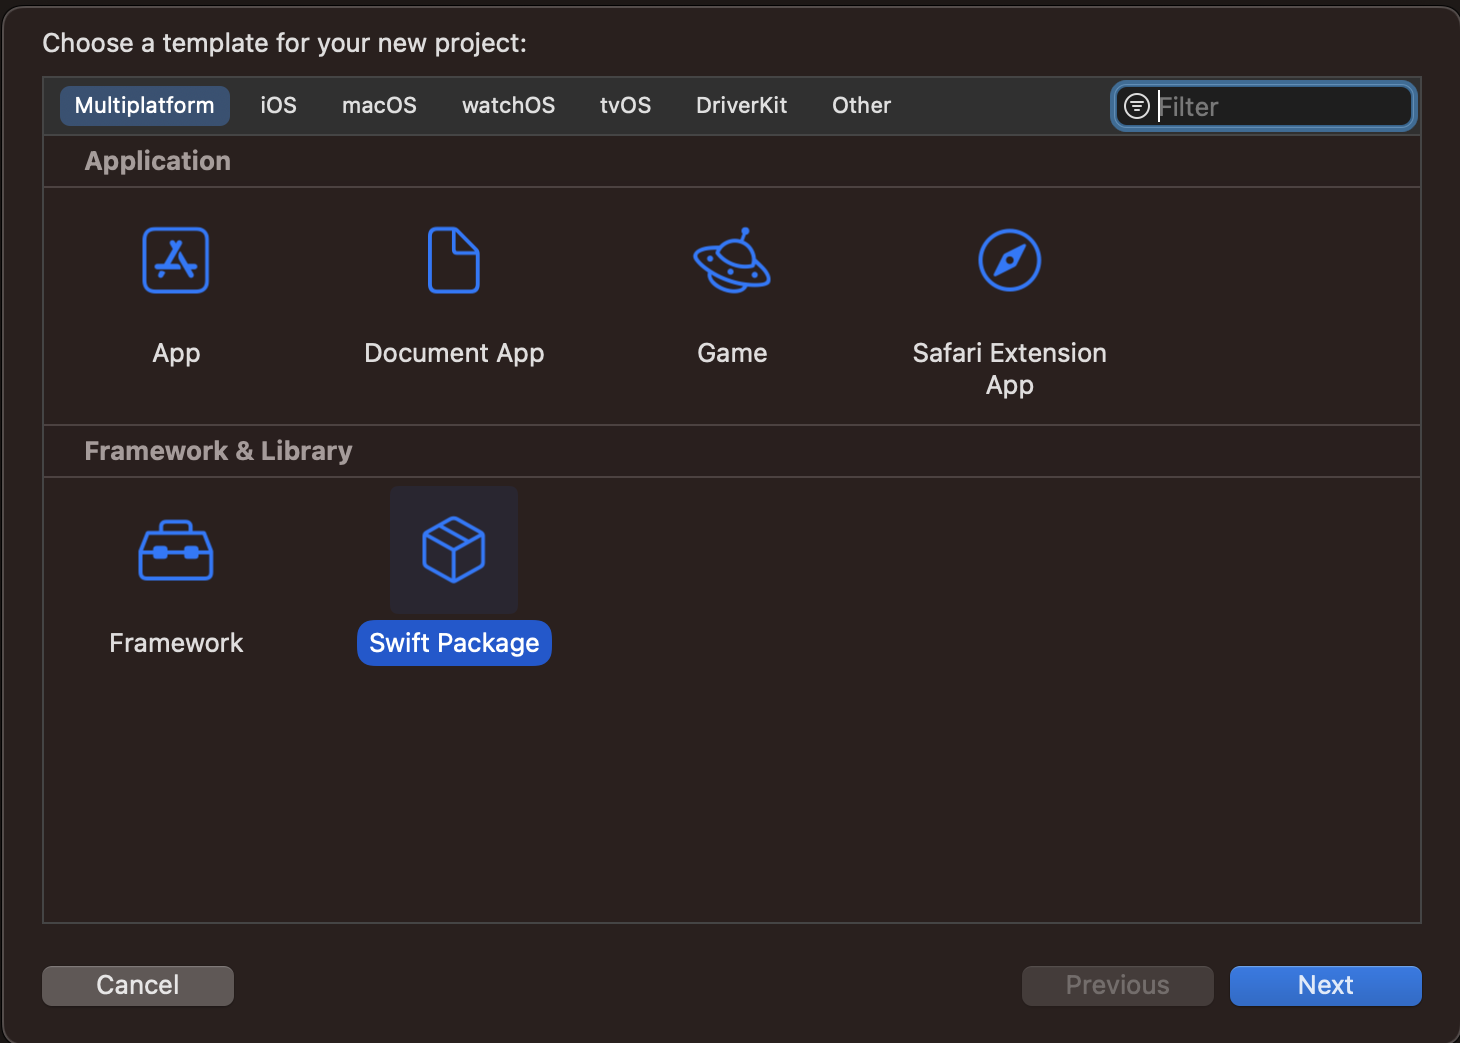 Choose a template for your new project:
Multiplatform iOS macOS watchOS tvOS DriverKit Other Filter
Application
App Document App Game Safari Extension
App
Framework & Library
Framework Swift Package
Cancel Previous Next